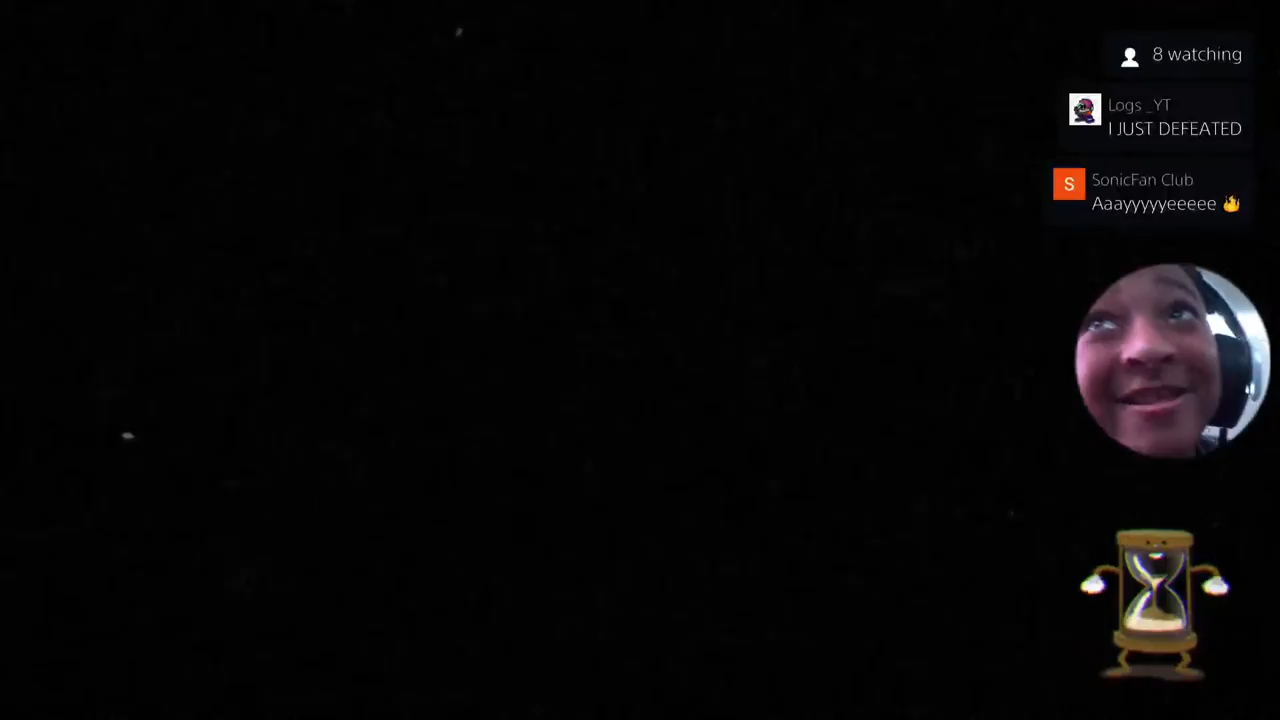 8 watching
Logs _YT
I JUST DEFEATED
S
SonicFan Club
Aaayyyyyeeeee 🔥